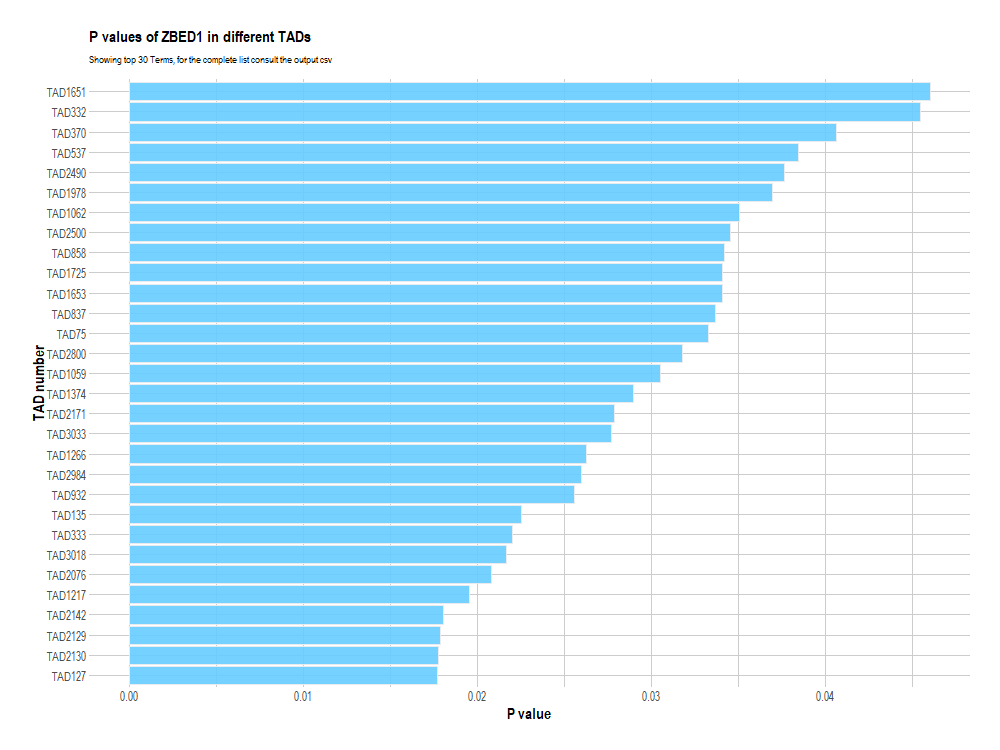 P values of ZBED1 in different TADs
Showing top 30 Terms, for the complete list consult the output csv
TAD1651
TAD332
TAD370
TAD537
TAD2490
TAD1978
TAD1062
TAD2500
TAD858
TAD1725
TAD1653
TAD837
TAD75
TAD2800
TAD1059
TAD1374
TAD2171
TAD3033
TAD1266
TAD2984
TAD932
TAD135
TAD333
TAD3018
TAD2076
TAD1217
TAD2142
TAD2129
TAD2130
TAD127
TAD number
0.00 0.01 0.02 0.03 0.04
P value